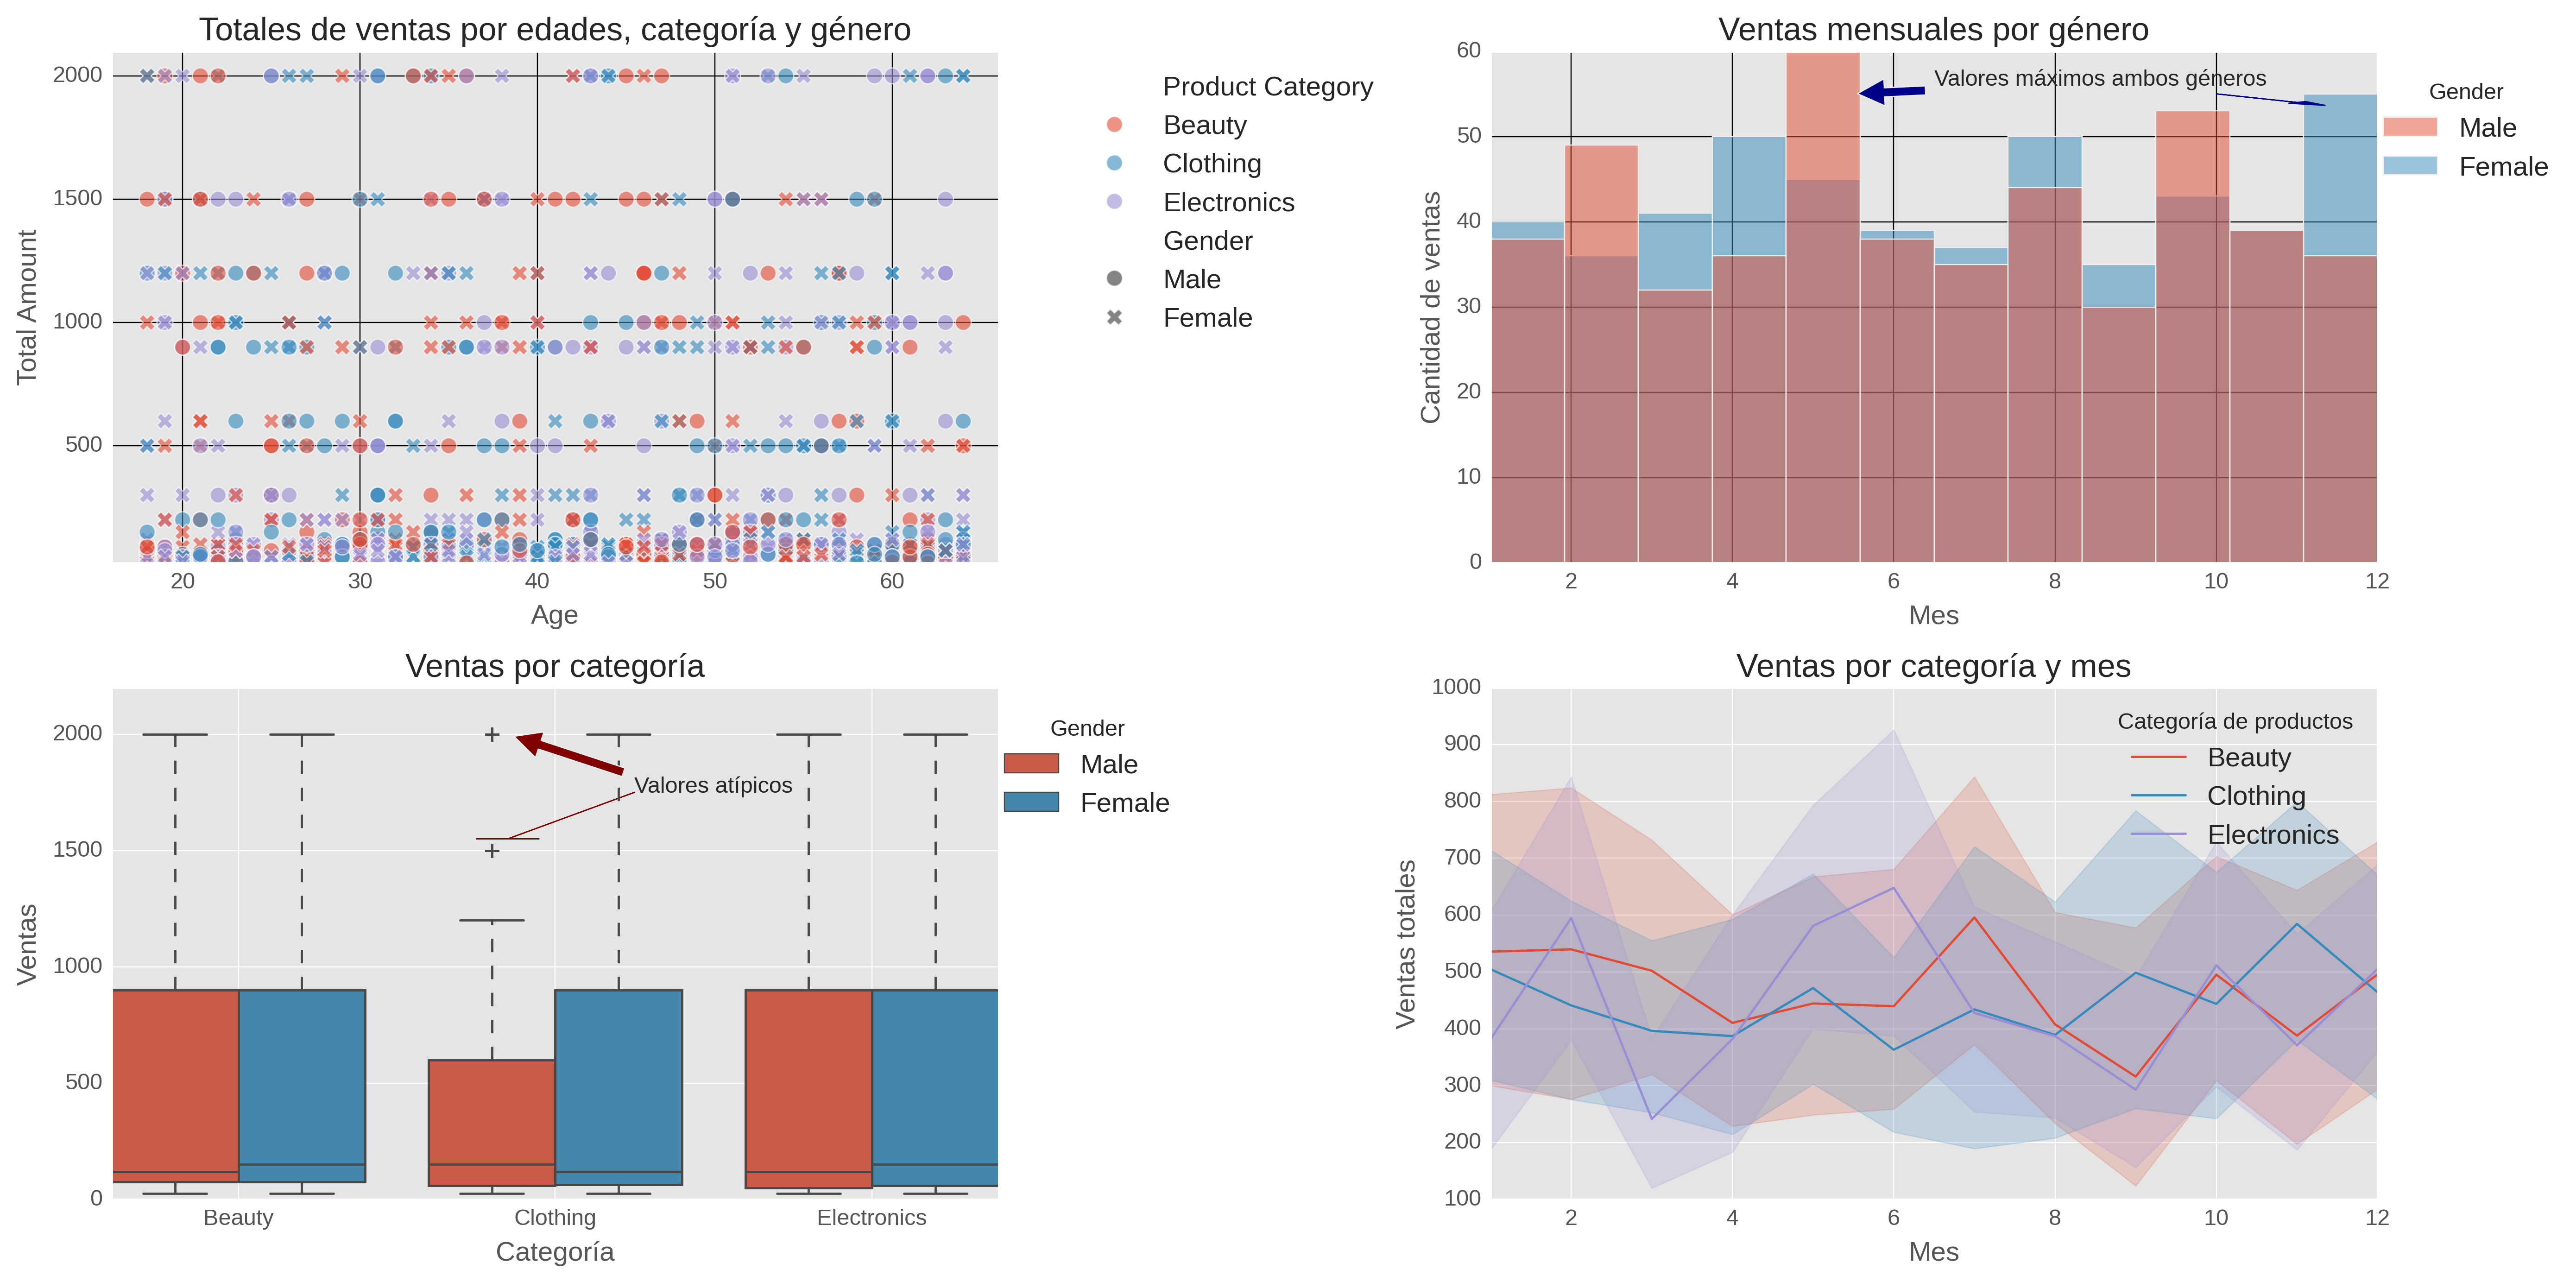 Totales de ventas por edades, categoría y género
2000
1500
1000
500
Total Amount
20 30 40 50 60
Age
Product Category
Beauty
Clothing
Electronics
Gender
Male
Female
Ventas mensuales por género
60
50
40
30
20
10
0
Cantidad de ventas
Valores máximos ambos géneros
2 4 6 8 10 12
Mes
Gender
Male
Female
Ventas por categoría
2000
1500
1000
500
0
Ventas
Valores atípicos
Beauty Clothing Electronics
Categoría
Gender
Male
Female
Ventas por categoría y mes
1000
900
800
700
600
500
400
300
200
100
Ventas totales
Categoría de productos
Beauty
Clothing
Electronics
2 4 6 8 10 12
Mes